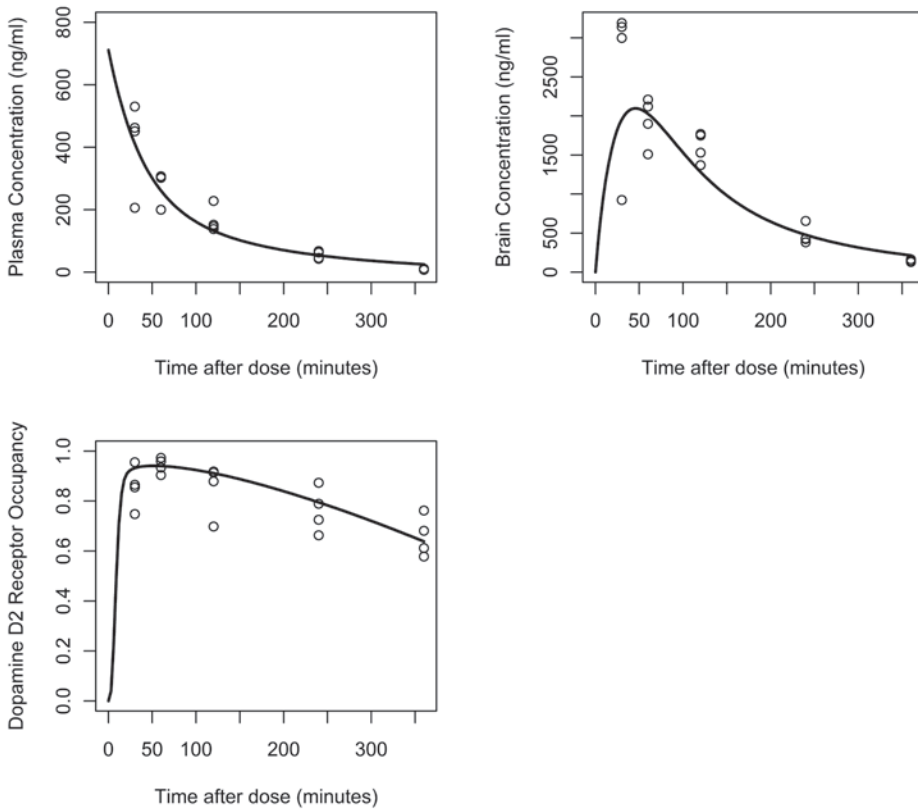 Plasma Concentration (ng/ml)
800
600
400
200
0
0 50 100 200 300
Time after dose (minutes)
Brain Concentration (ng/ml)
2500
1500
500
0
0 50 100 200 300
Time after dose (minutes)
Dopamine D2 Receptor Occupancy
1.0
0.8
0.6
0.4
0.2
0.0
0 50 100 200 300
Time after dose (minutes)